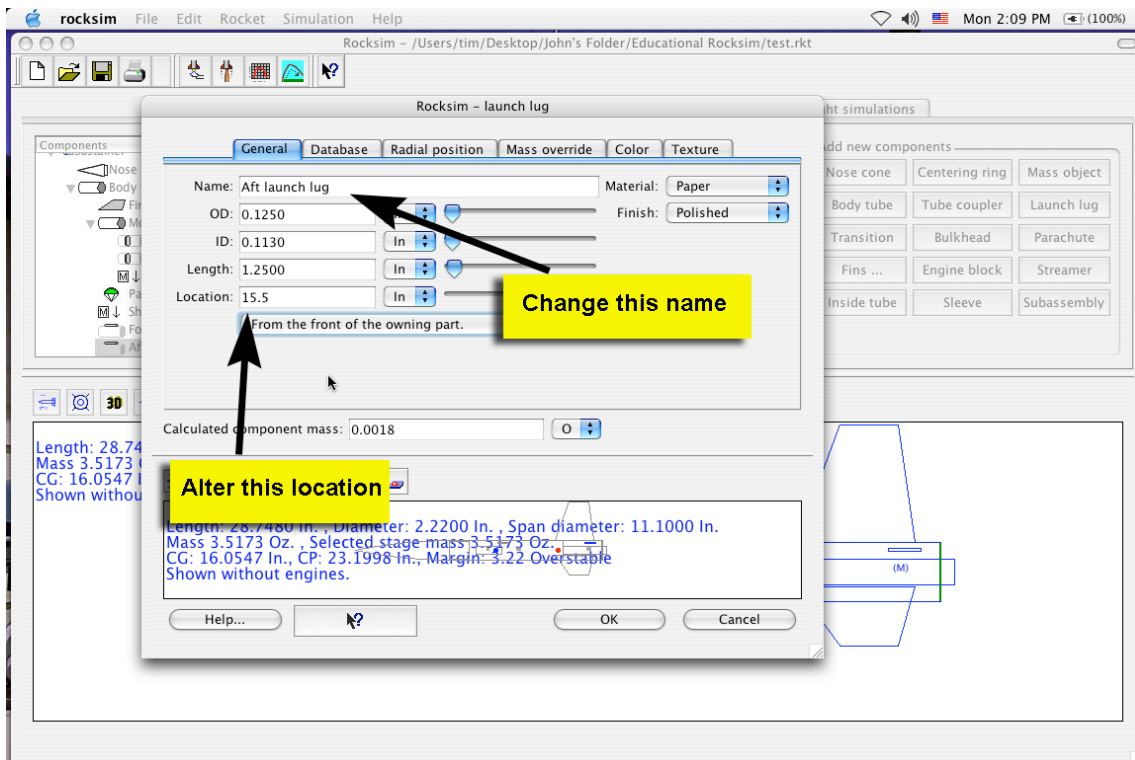 rocksim File Edit Rocket Simulation Help Mon 2:09 PM (100%)
Rocksim – /Users/tim/Desktop/John's Folder/Educational Rocksim/test.rkt
Rocksim – launch lug
ght simulations
Components
General Database Radial position Mass override Color Texture
Add new components
Nose
Nose cone Centering ring Mass object
Body
Name: Aft launch lug Material: Paper
Body tube Tube coupler Launch lug
OD: 0.1250 In Finish: Polished
Transition Bulkhead Parachute
ID: 0.1130 In
Fins ... Engine block Streamer
Length: 1.2500 In
Inside tube Sleeve Subassembly
Location: 15.5 In
Change this name
From the front of the owning part.
3D
Calculated component mass: 0.0018 O
Length: 28.74
Mass 3.5173
CG: 16.0547
Shown withou
Alter this location
Length: 28.7480 In. , Diameter: 2.2200 In. , Span diameter: 11.1000 In.
Mass 3.5173 Oz. , Selected stage mass 3.5173 Oz.
CG: 16.0547 In., CP: 23.1998 In., Margin: 3.22 Overstable
Shown without engines.
(M)
Help... OK Cancel